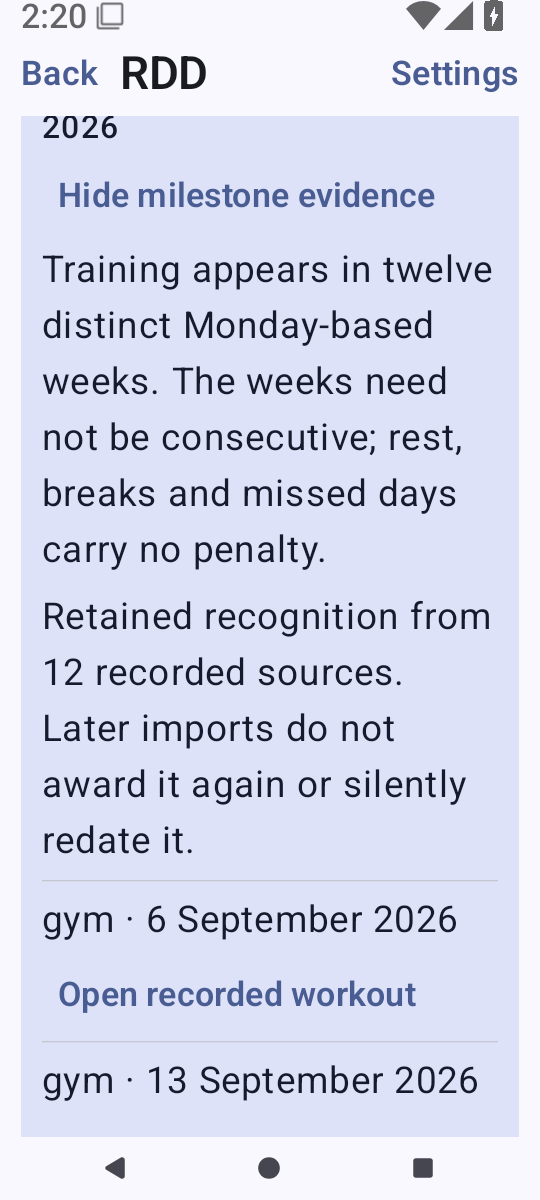 2:20
Back RDD Settings
2026
Hide milestone evidence
Training appears in twelve
distinct Monday-based
weeks. The weeks need
not be consecutive; rest,
breaks and missed days
carry no penalty.
Retained recognition from
12 recorded sources.
Later imports do not
award it again or silently
redate it.
gym · 6 September 2026
Open recorded workout
gym · 13 September 2026